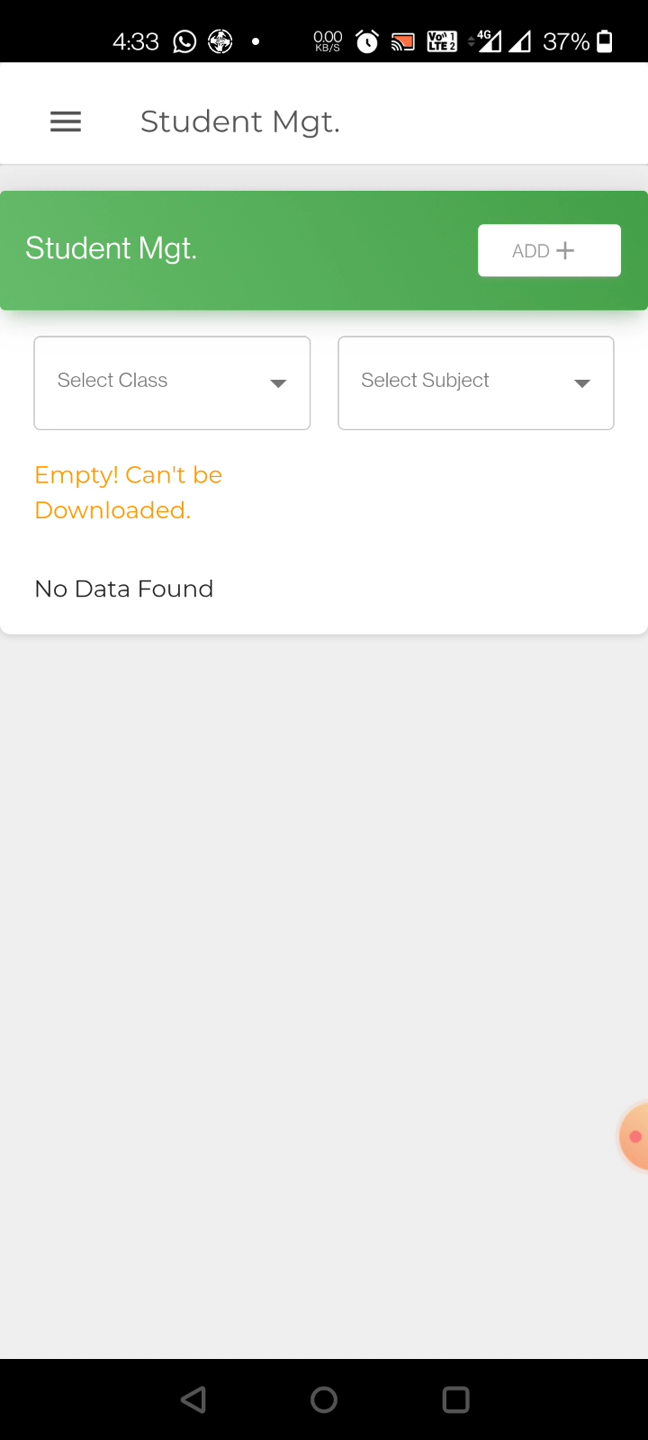 4:33 0.00 KB/S Vo 1 LTE 2 4G 37%
Student Mgt.
Student Mgt. ADD +
Select Class Select Subject
Empty! Can't be
Downloaded.
No Data Found